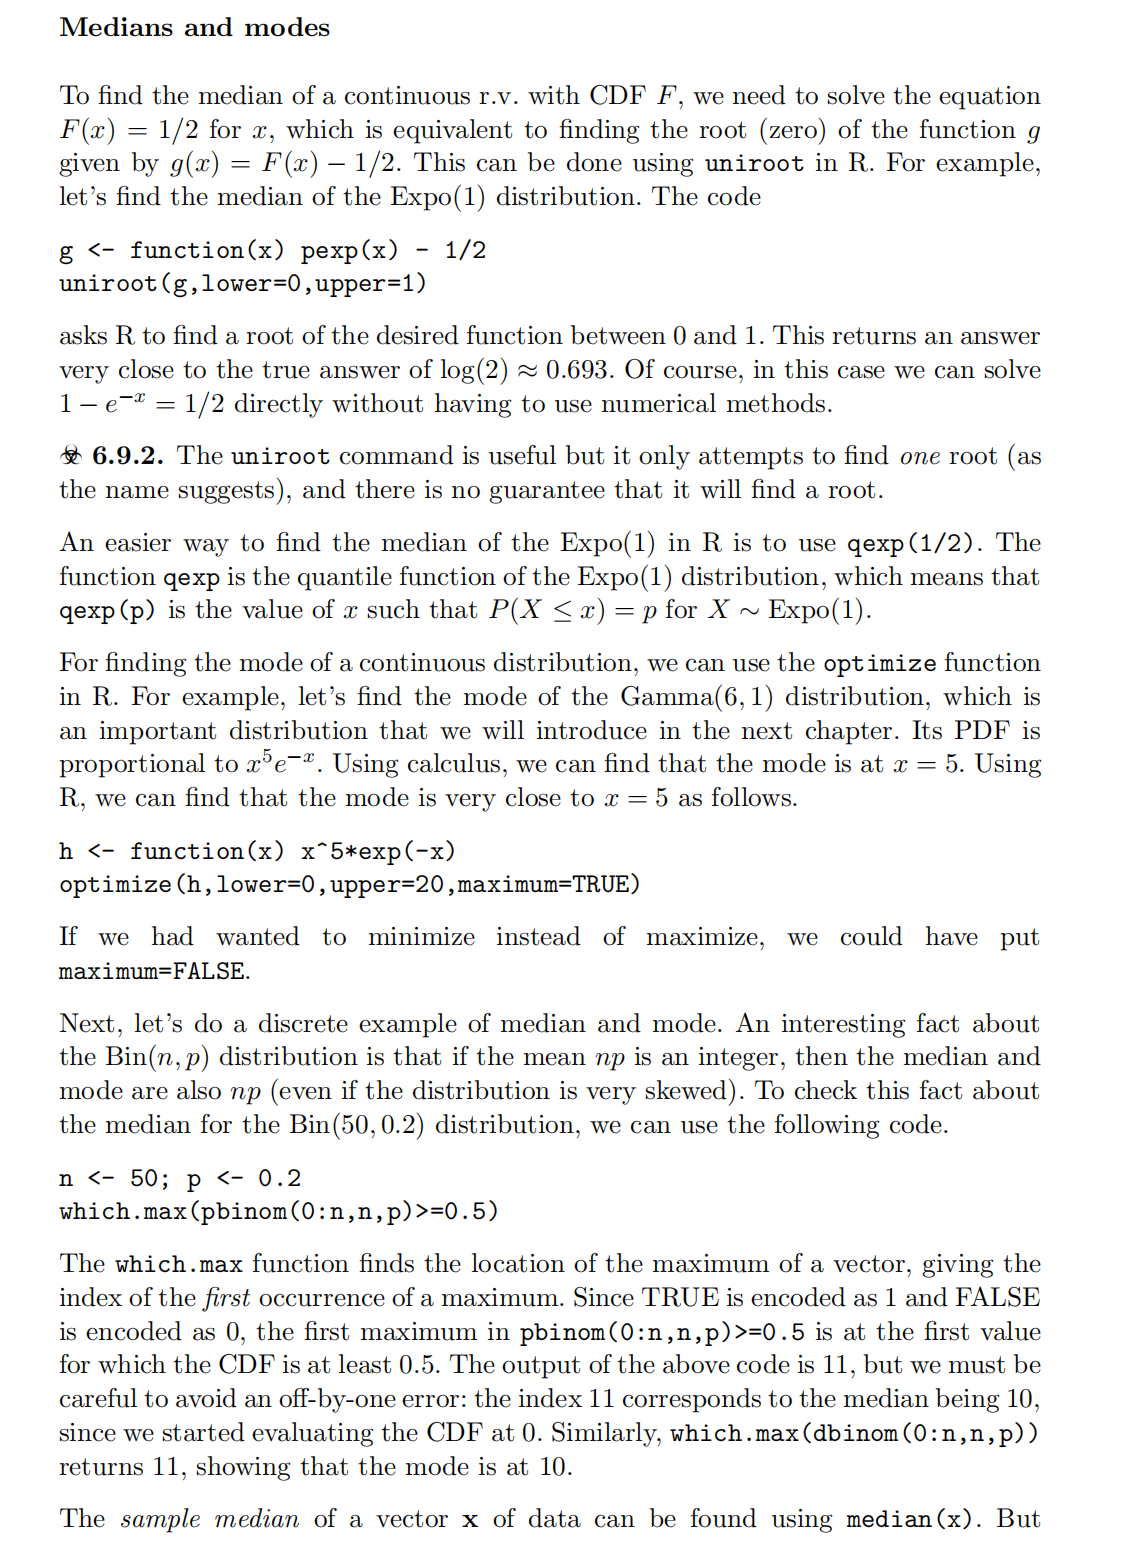 Medians and modes
To find the median of a continuous r.v. with CDF F, we need to solve the equation
F(x) = 1/2 for x, which is equivalent to finding the root (zero) of the function g
given by g(x) = F(x) − 1/2. This can be done using uniroot in R. For example,
let's find the median of the Expo(1) distribution. The code
g <- function(x) pexp(x) - 1/2
uniroot(g,lower=0,upper=1)
asks R to find a root of the desired function between 0 and 1. This returns an answer
very close to the true answer of log(2) ≈ 0.693. Of course, in this case we can solve
1 − e^{−x} = 1/2 directly without having to use numerical methods.
☣ 6.9.2. The uniroot command is useful but it only attempts to find one root (as
the name suggests), and there is no guarantee that it will find a root.
An easier way to find the median of the Expo(1) in R is to use qexp(1/2). The
function qexp is the quantile function of the Expo(1) distribution, which means that
qexp(p) is the value of x such that P(X ≤ x) = p for X ∼ Expo(1).
For finding the mode of a continuous distribution, we can use the optimize function
in R. For example, let's find the mode of the Gamma(6, 1) distribution, which is
an important distribution that we will introduce in the next chapter. Its PDF is
proportional to x^5e^{−x}. Using calculus, we can find that the mode is at x = 5. Using
R, we can find that the mode is very close to x = 5 as follows.
h <- function(x) x^5*exp(-x)
optimize(h,lower=0,upper=20,maximum=TRUE)
If we had wanted to minimize instead of maximize, we could have put
maximum=FALSE.
Next, let's do a discrete example of median and mode. An interesting fact about
the Bin(n, p) distribution is that if the mean np is an integer, then the median and
mode are also np (even if the distribution is very skewed). To check this fact about
the median for the Bin(50, 0.2) distribution, we can use the following code.
n <- 50; p <- 0.2
which.max(pbinom(0:n,n,p)>=0.5)
The which.max function finds the location of the maximum of a vector, giving the
index of the first occurrence of a maximum. Since TRUE is encoded as 1 and FALSE
is encoded as 0, the first maximum in pbinom(0:n,n,p)>=0.5 is at the first value
for which the CDF is at least 0.5. The output of the above code is 11, but we must be
careful to avoid an off-by-one error: the index 11 corresponds to the median being 10,
since we started evaluating the CDF at 0. Similarly, which.max(dbinom(0:n,n,p))
returns 11, showing that the mode is at 10.
The sample median of a vector x of data can be found using median(x). But